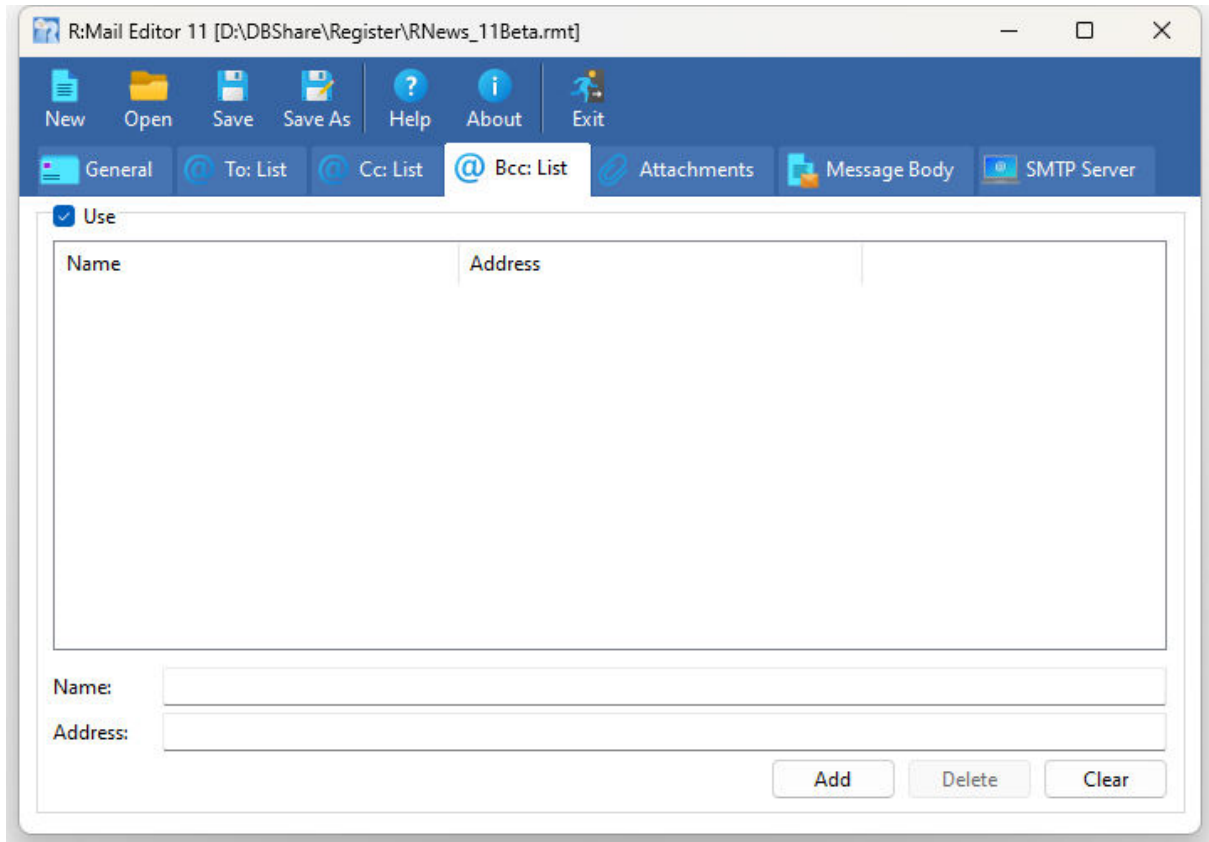 R:Mail Editor 11 [D:\DBShare\Register\RNews_11Beta.rmt]
New Open Save Save As Help About Exit
General To: List Cc: List Bcc: List Attachments Message Body SMTP Server
Use
Name Address
Name:
Address:
Add Delete Clear